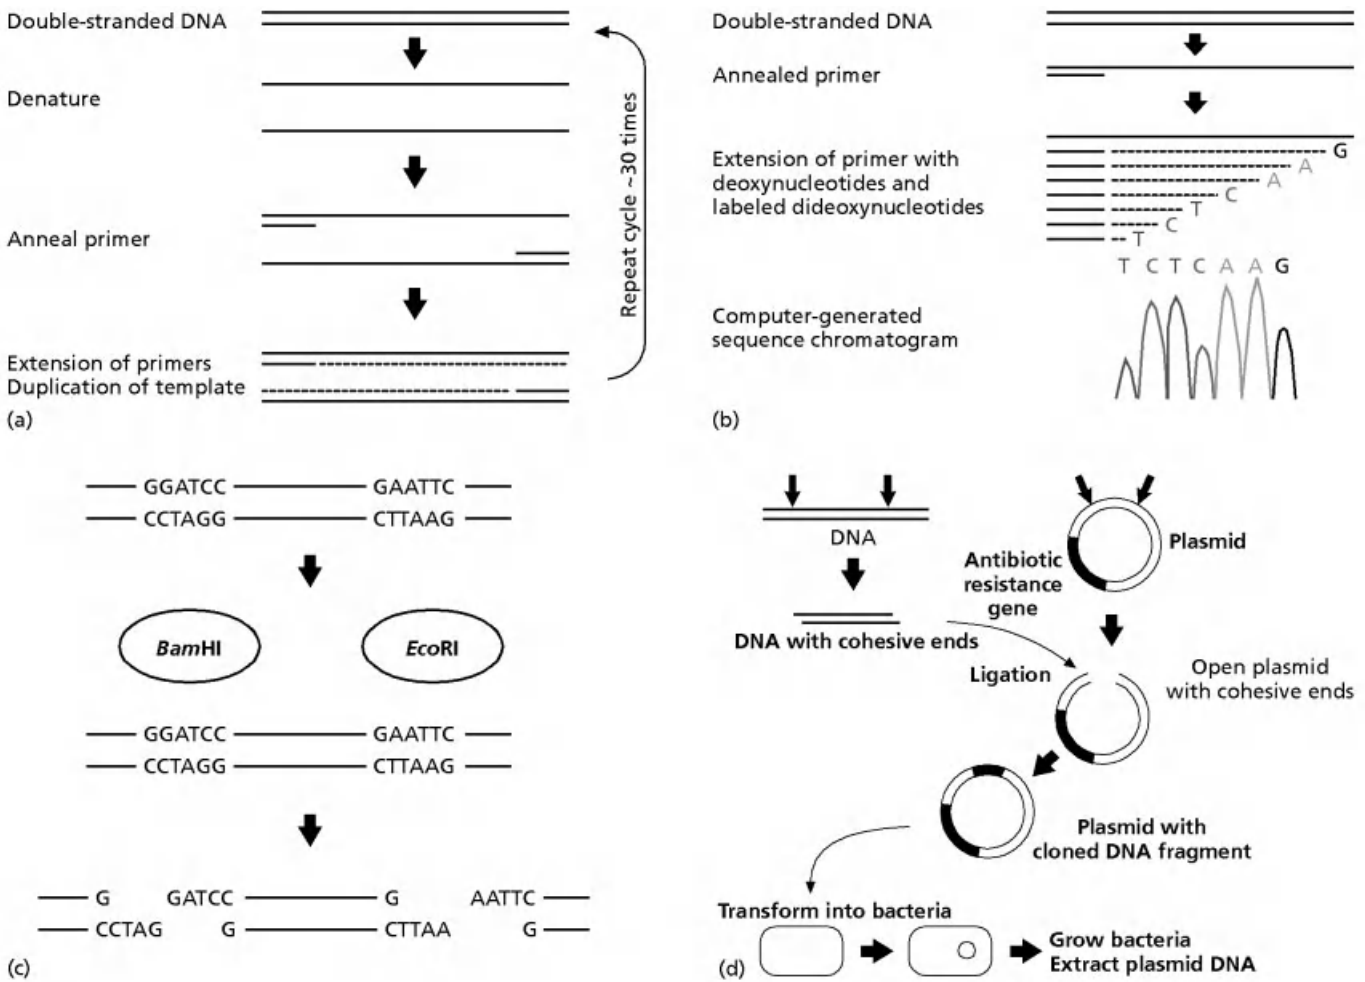 Double-stranded DNA
Denature
Anneal primer
Extension of primers
Duplication of template
Repeat cycle ~30 times
(a)
Double-stranded DNA
Annealed primer
Extension of primer with
deoxynucleotides and
labeled dideoxynucleotides
G
A
A
C
T
C
T
T C T C A A G
Computer-generated
sequence chromatogram
(b)
GGATCC GAATTC
CCTAGG CTTAAG
BamHI EcoRI
GGATCC GAATTC
CCTAGG CTTAAG
G GATCC G AATTC
CCTAG G CTTAA G
(c)
DNA
Plasmid
Antibiotic
resistance
gene
DNA with cohesive ends
Ligation
Open plasmid
with cohesive ends
Plasmid with
cloned DNA fragment
Transform into bacteria
Grow bacteria
Extract plasmid DNA
(d)